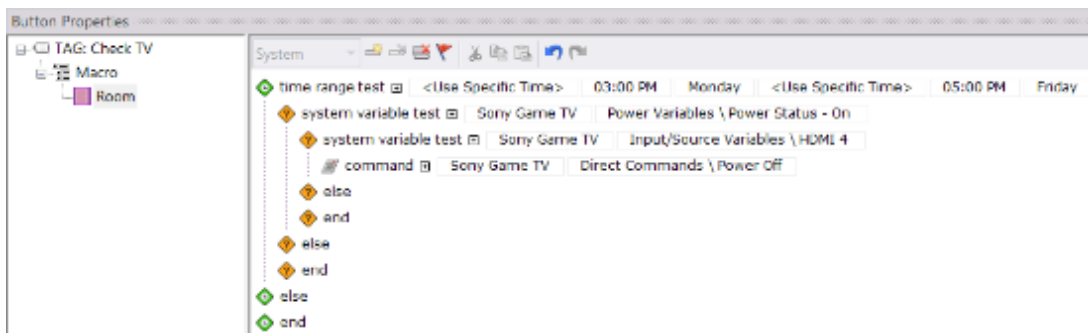 Button Properties
TAG: Check TV
Macro
Room
System
time range test <Use Specific Time> 03:00 PM Monday <Use Specific Time> 05:00 PM Friday
system variable test Sony Game TV Power Variables \ Power Status - On
system variable test Sony Game TV Input/Source Variables \ HDMI 4
command Sony Game TV Direct Commands \ Power Off
else
end
else
end
else
end